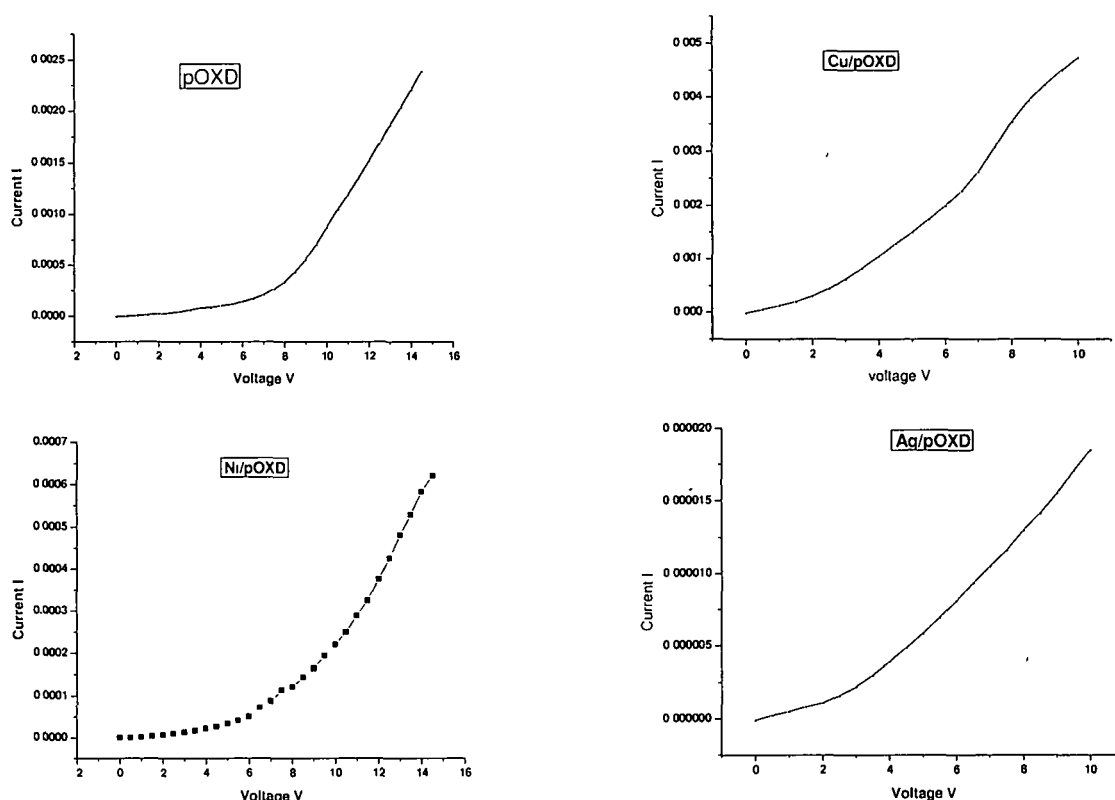 pOXD
0 0025
0 0020
0 0015
0 0010
0 0005
0 0000
Current I
2 0 2 4 6 8 10 12 14 16
Voltage V
Cu/pOXD
0 005
0 004
0 003
0 002
0 001
0 000
Current I
0 2 4 6 8 10
voltage V
Ni/pOXD
0 0007
0 0006
0 0005
0 0004
0 0003
0 0002
0 0001
0 0000
Current I
2 0 2 4 6 8 10 12 14 16
Voltage V
Ag/pOXD
0 000020
0 000015
0 000010
0 000005
0 000000
Current I
0 2 4 6 8 10
Voltage V